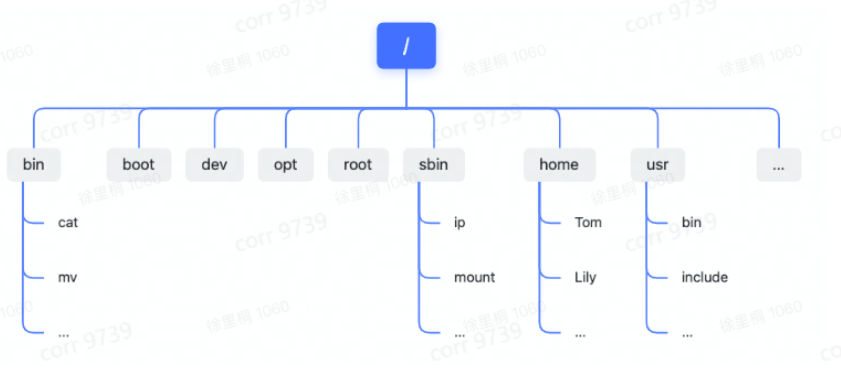 /
bin boot dev opt root sbin home usr ...
cat ip Tom bin
mv mount Lily include
... ... ... ...
corr 9739
徐里桐 1060